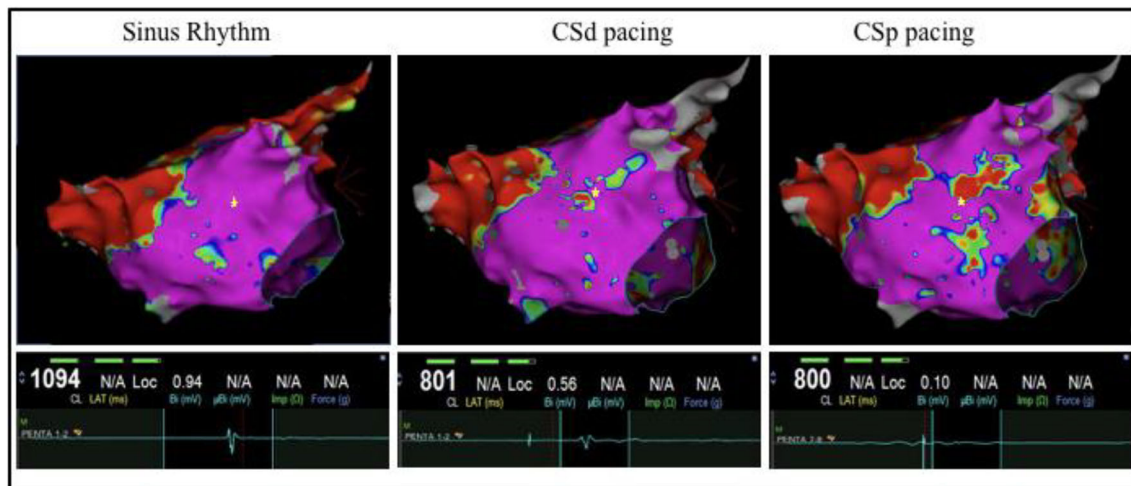 Sinus Rhythm
CSd pacing
CSp pacing
1094 N/A Loc 0.94 N/A N/A N/A
CL LAT (ms) Bi (mV) µBi (mV) Imp (Ω) Force (g)
M
PENTA 1-2
801 N/A Loc 0.56 N/A N/A N/A
CL LAT (ms) Bi (mV) µBi (mV) Imp (Ω) Force (g)
M
PENTA 1-2
800 N/A Loc 0.10 N/A N/A N/A
CL LAT (ms) Bi (mV) µBi (mV) Imp (Ω) Force (g)
M